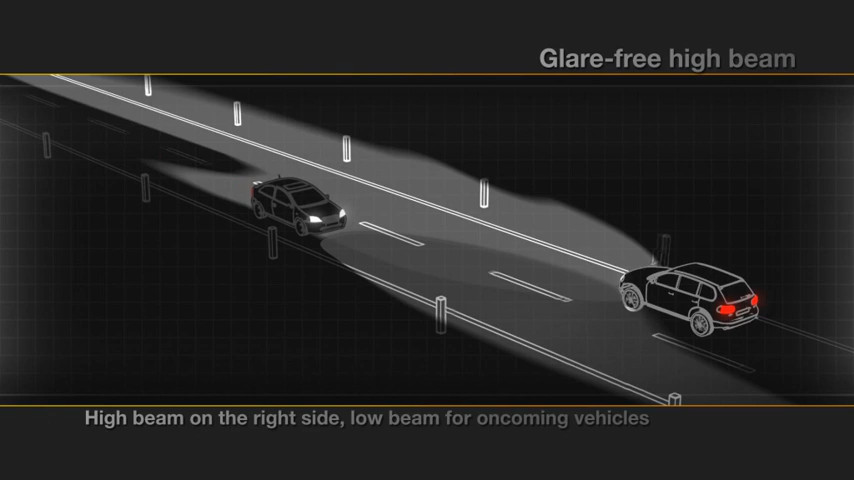 Glare-free high beam
High beam on the right side, low beam for oncoming vehicles